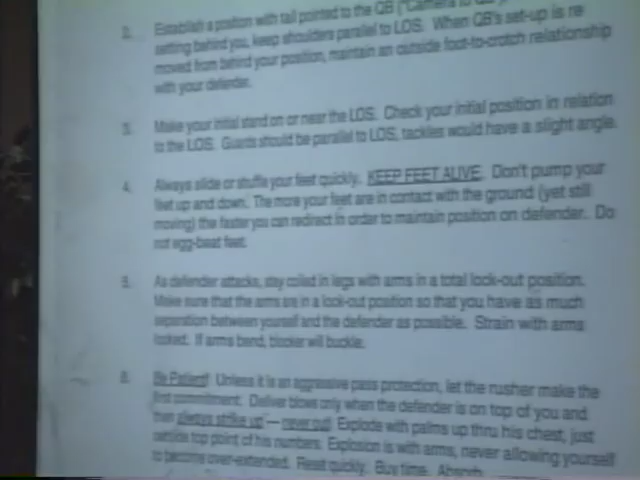 2. Establish a position with tail pointed to the QB ("Camera to QB")
setting behind you, keep shoulders parallel to LOS. When QB's set-up is re
moved from behind your position, maintain an outside foot-to-crotch relationship
with your defender.
3. Make your initial stand on or near the LOS. Check your initial position in relation
to the LOS. Guards should be parallel to LOS, tackles would have a slight angle.
4. Always slide or shuffle your feet quickly. KEEP FEET ALIVE. Don't pump your
feet up and down. The more your feet are in contact with the ground (yet still
moving) the faster you can redirect in order to maintain position on defender. Do
not egg-beat feet.
5. As defender attacks, stay coiled in legs with arms in a total lock-out position.
Make sure that the arms are in a lock-out position so that you have as much
separation between yourself and the defender as possible. Strain with arms
locked. If arms bend, blocker will buckle.
6. Be Patient! Unless it is an aggressive pass protection, let the rusher make the
first commitment. Deliver blows only when the defender is on top of you and
then always strike up — never out! Explode with palms up thru his chest, just
outside top point of his numbers. Explosion is with arms, never allowing yourself
to become over-extended. Reset quickly. Buy time.